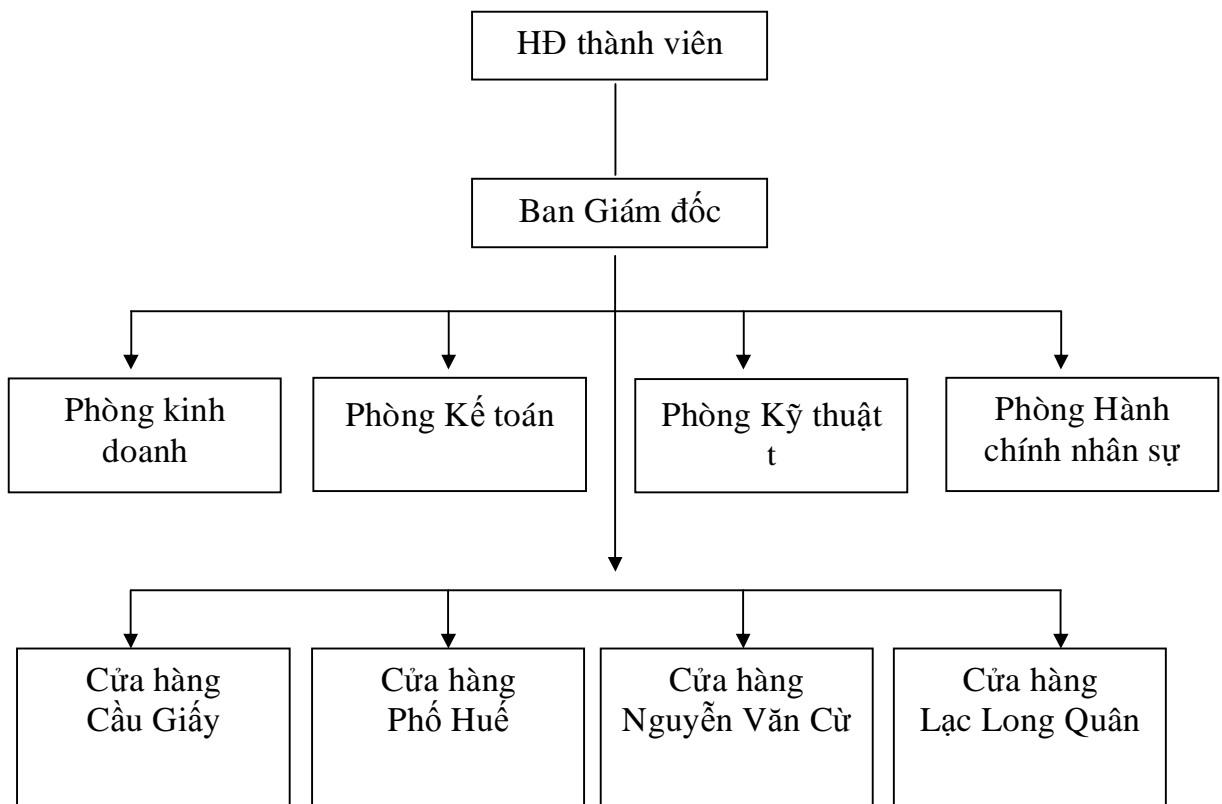 HĐ thành viên
Ban Giám đốc
Phòng kinh
doanh
Phòng Kế toán
Phòng Kỹ thuật
t
Phòng Hành
chính nhân sự
Cửa hàng
Cầu Giấy
Cửa hàng
Phố Huế
Cửa hàng
Nguyễn Văn Cừ
Cửa hàng
Lạc Long Quân